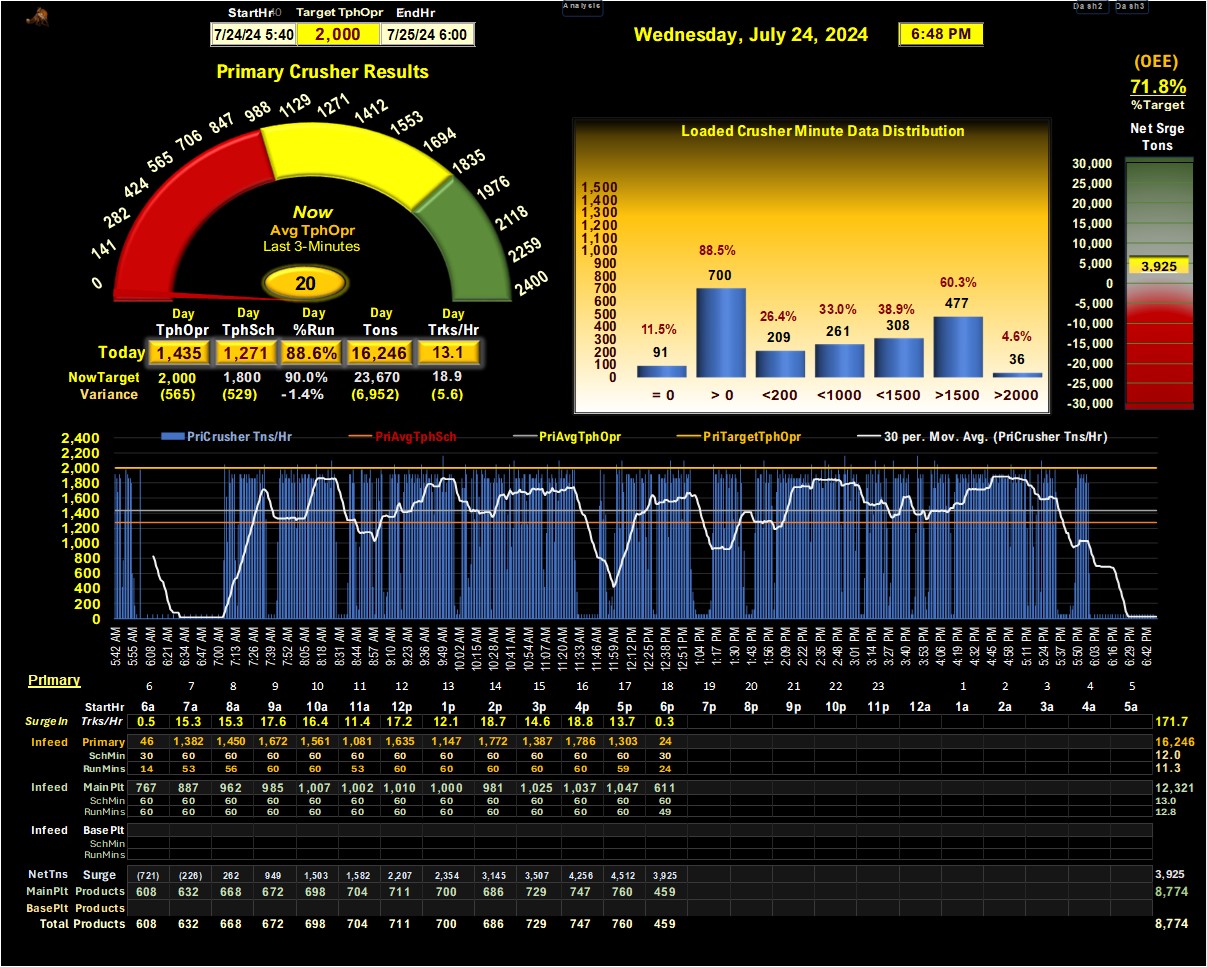 Analysis
Dash2 Dash3
StartHr Target TphOpr EndHr
7/24/24 5:40 2,000 7/25/24 6:00
Wednesday, July 24, 2024 6:48 PM
(OEE)
71.8%
%Target
Primary Crusher Results
0 141 282 424 565 706 847 988 1129 1271 1412 1553 1694 1835 1976 2118 2259 2400
Now
Avg TphOpr
Last 3-Minutes
20
Day Day Day Day Day
TphOpr TphSch %Run Tons Trks/Hr
Today 1,435 1,271 88.6% 16,246 13.1
NowTarget 2,000 1,800 90.0% 23,670 18.9
Variance (565) (529) -1.4% (6,952) (5.6)
Loaded Crusher Minute Data Distribution
1,500
1,400
1,300
1,200
1,100
1,000
900
800
700
600
500
400
300
200
100
0
11.5% 88.5% 26.4% 33.0% 38.9% 60.3% 4.6%
91 700 209 261 308 477 36
= 0 > 0 <200 <1000 <1500 >1500 >2000
Net Srge
Tons
30,000
25,000
20,000
15,000
10,000
5,000
0
-5,000
-10,000
-15,000
-20,000
-25,000
-30,000
3,925
PriCrusher Tns/Hr PriAvgTphSch PriAvgTphOpr PriTargetTphOpr 30 per. Mov. Avg. (PriCrusher Tns/Hr)
2,400
2,200
2,000
1,800
1,600
1,400
1,200
1,000
800
600
400
200
0
5:42 AM 5:55 AM 6:08 AM 6:21 AM 6:34 AM 6:47 AM 7:00 AM 7:13 AM 7:26 AM 7:39 AM 7:52 AM 8:05 AM 8:18 AM 8:31 AM 8:44 AM 8:57 AM 9:10 AM 9:23 AM 9:36 AM 9:49 AM 10:02 AM 10:15 AM 10:28 AM 10:41 AM 10:54 AM 11:07 AM 11:20 AM 11:33 AM 11:46 AM 11:59 AM 12:12 PM 12:25 PM 12:38 PM 12:51 PM 1:04 PM 1:17 PM 1:30 PM 1:43 PM 1:56 PM 2:09 PM 2:22 PM 2:35 PM 2:48 PM 3:01 PM 3:14 PM 3:27 PM 3:40 PM 3:53 PM 4:06 PM 4:19 PM 4:32 PM 4:45 PM 4:58 PM 5:11 PM 5:24 PM 5:37 PM 5:50 PM 6:03 PM 6:16 PM 6:29 PM 6:42 PM
Primary
6 7 8 9 10 11 12 13 14 15 16 17 18 19 20 21 22 23 1 2 3 4 5
StartHr 6a 7a 8a 9a 10a 11a 12p 1p 2p 3p 4p 5p 6p 7p 8p 9p 10p 11p 12a 1a 2a 3a 4a 5a
SurgeIn Trks/Hr 0.5 15.3 15.3 17.6 16.4 11.4 17.2 12.1 18.7 14.6 18.8 13.7 0.3 171.7
Infeed Primary 46 1,382 1,450 1,672 1,561 1,081 1,635 1,147 1,772 1,387 1,786 1,303 24 16,246
SchMin 30 60 60 60 60 60 60 60 60 60 60 60 30 12.0
RunMins 14 53 56 60 60 53 60 60 60 60 60 59 24 11.3
Infeed MainPlt 767 887 962 985 1,007 1,002 1,010 1,000 981 1,025 1,037 1,047 611 12,321
SchMin 60 60 60 60 60 60 60 60 60 60 60 60 60 13.0
RunMins 60 60 60 60 60 60 60 60 60 60 60 60 49 12.8
Infeed Base Plt
SchMin
RunMins
NetTns Surge (721) (226) 262 949 1,503 1,582 2,207 2,354 3,145 3,507 4,256 4,512 3,925 3,925
MainPlt Products 608 632 668 672 698 704 711 700 686 729 747 760 459 8,774
BasePlt Products
Total Products 608 632 668 672 698 704 711 700 686 729 747 760 459 8,774